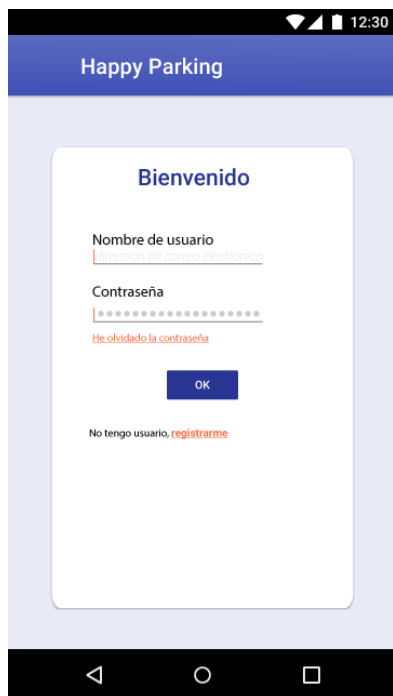 12:30
Happy Parking
Bienvenido
Nombre de usuario
dirección de correo electrónico
Contraseña
He olvidado la contraseña
OK
No tengo usuario, registrarme